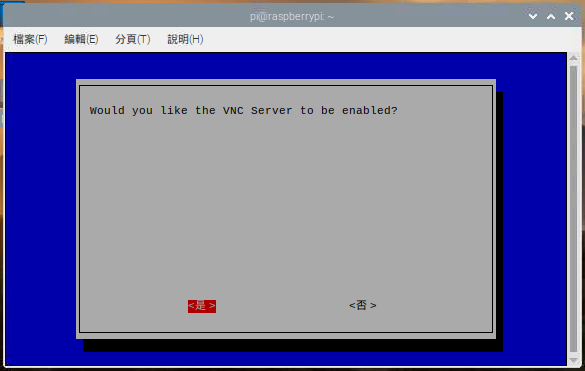 pi@raspberrypi: ~
檔案(F) 編輯(E) 分頁(T) 說明(H)
Would you like the VNC Server to be enabled?
<是> <否>